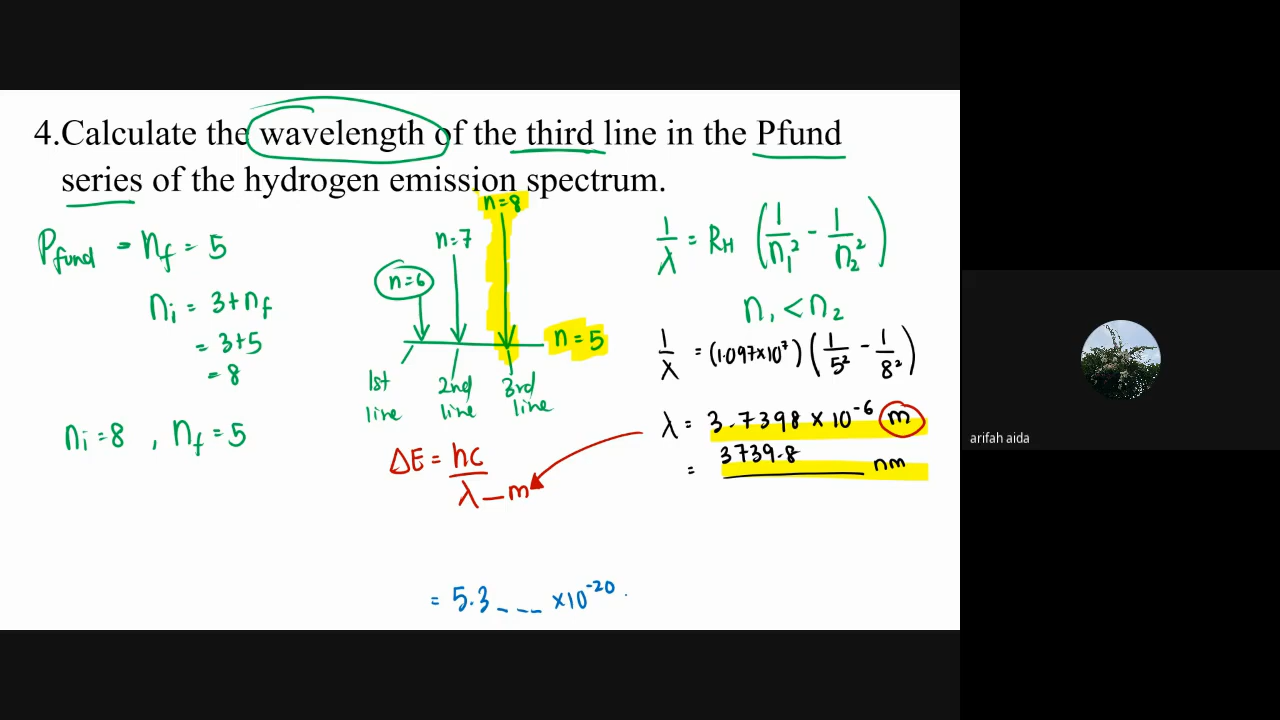 4.Calculate the wavelength of the third line in the Pfund
series of the hydrogen emission spectrum.
Pfund - nf = 5
ni = 3+nf
= 3+5
= 8
ni = 8 , nf = 5
n=8
n=7
n=6
n=5
1st line
2nd line
3rd line
ΔE = hc/λ – m
= 5.3_ _ _ ×10⁻²⁰
1/λ = RH (1/n₁² - 1/n₂²)
n₁ < n₂
1/λ = (1.097×10⁷) (1/5² - 1/8²)
λ = 3.7398 × 10⁻⁶ m
= 3739.8 nm
arifah aida